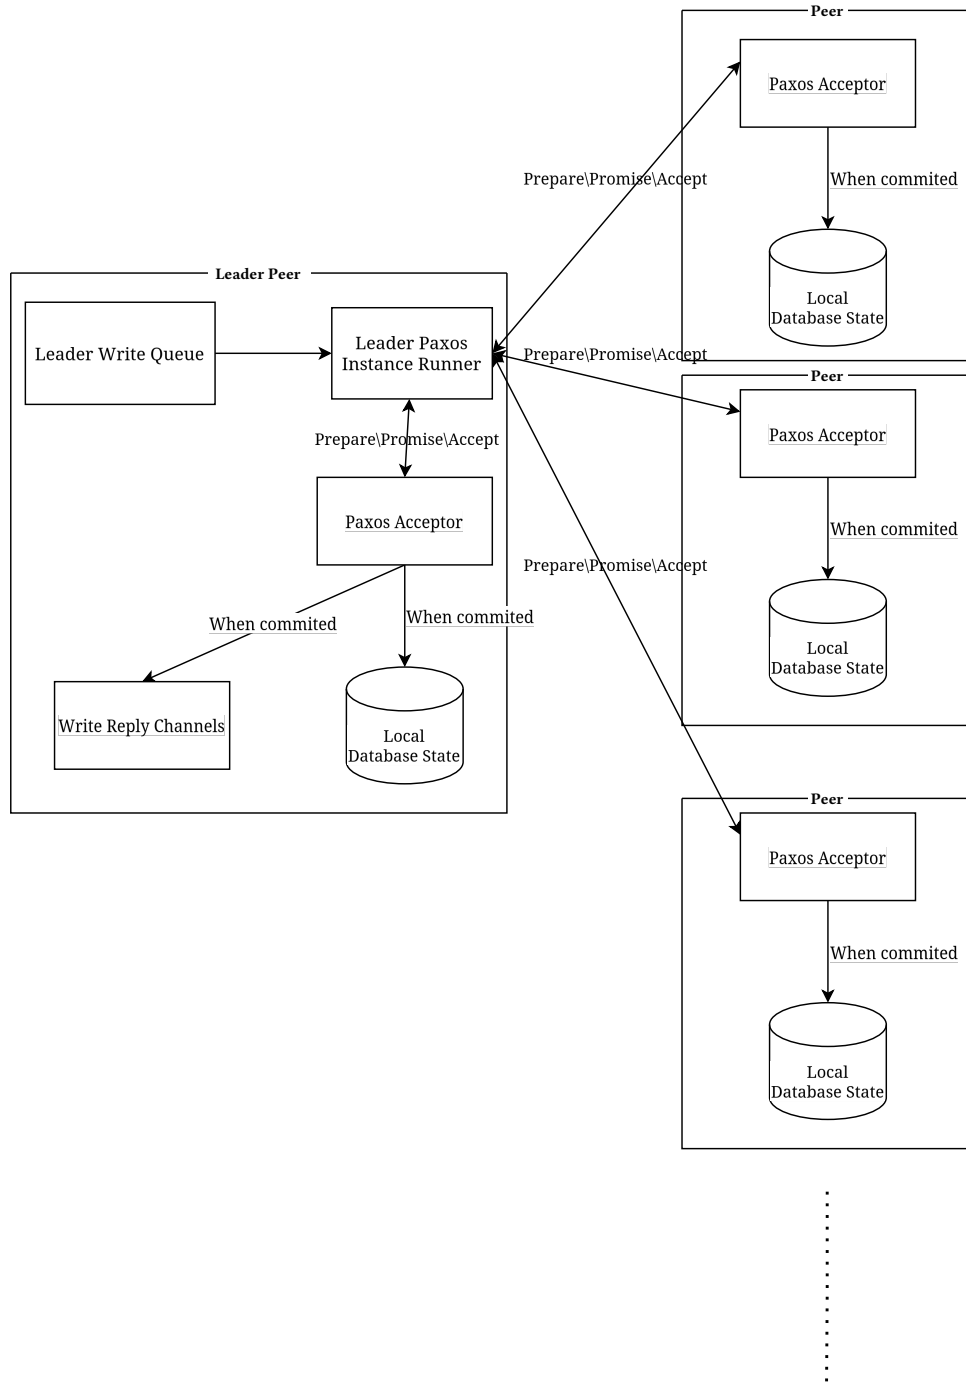 Peer
Paxos Acceptor
Prepare\Promise\Accept
When commited
Local
Database State
Leader Peer
Leader Write Queue
Leader Paxos
Instance Runner
Prepare\Promise\Accept
Paxos Acceptor
When commited
When commited
Write Reply Channels
Local
Database State
Prepare\Promise\Accept
Peer
Paxos Acceptor
When commited
Local
Database State
Prepare\Promise\Accept
Peer
Paxos Acceptor
When commited
Local
Database State